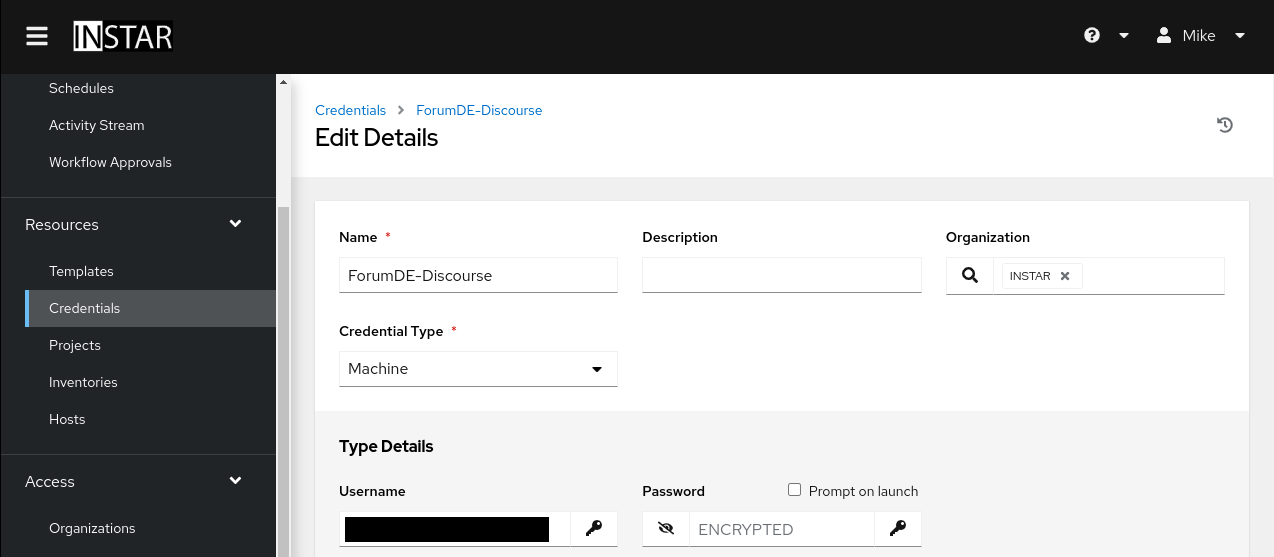 INSTAR
Mike
Schedules
Activity Stream
Workflow Approvals
Resources
Templates
Credentials
Projects
Inventories
Hosts
Access
Organizations
Credentials > ForumDE-Discourse
Edit Details
Name * Description Organization
ForumDE-Discourse INSTAR
Credential Type *
Machine
Type Details
Username Password Prompt on launch
ENCRYPTED